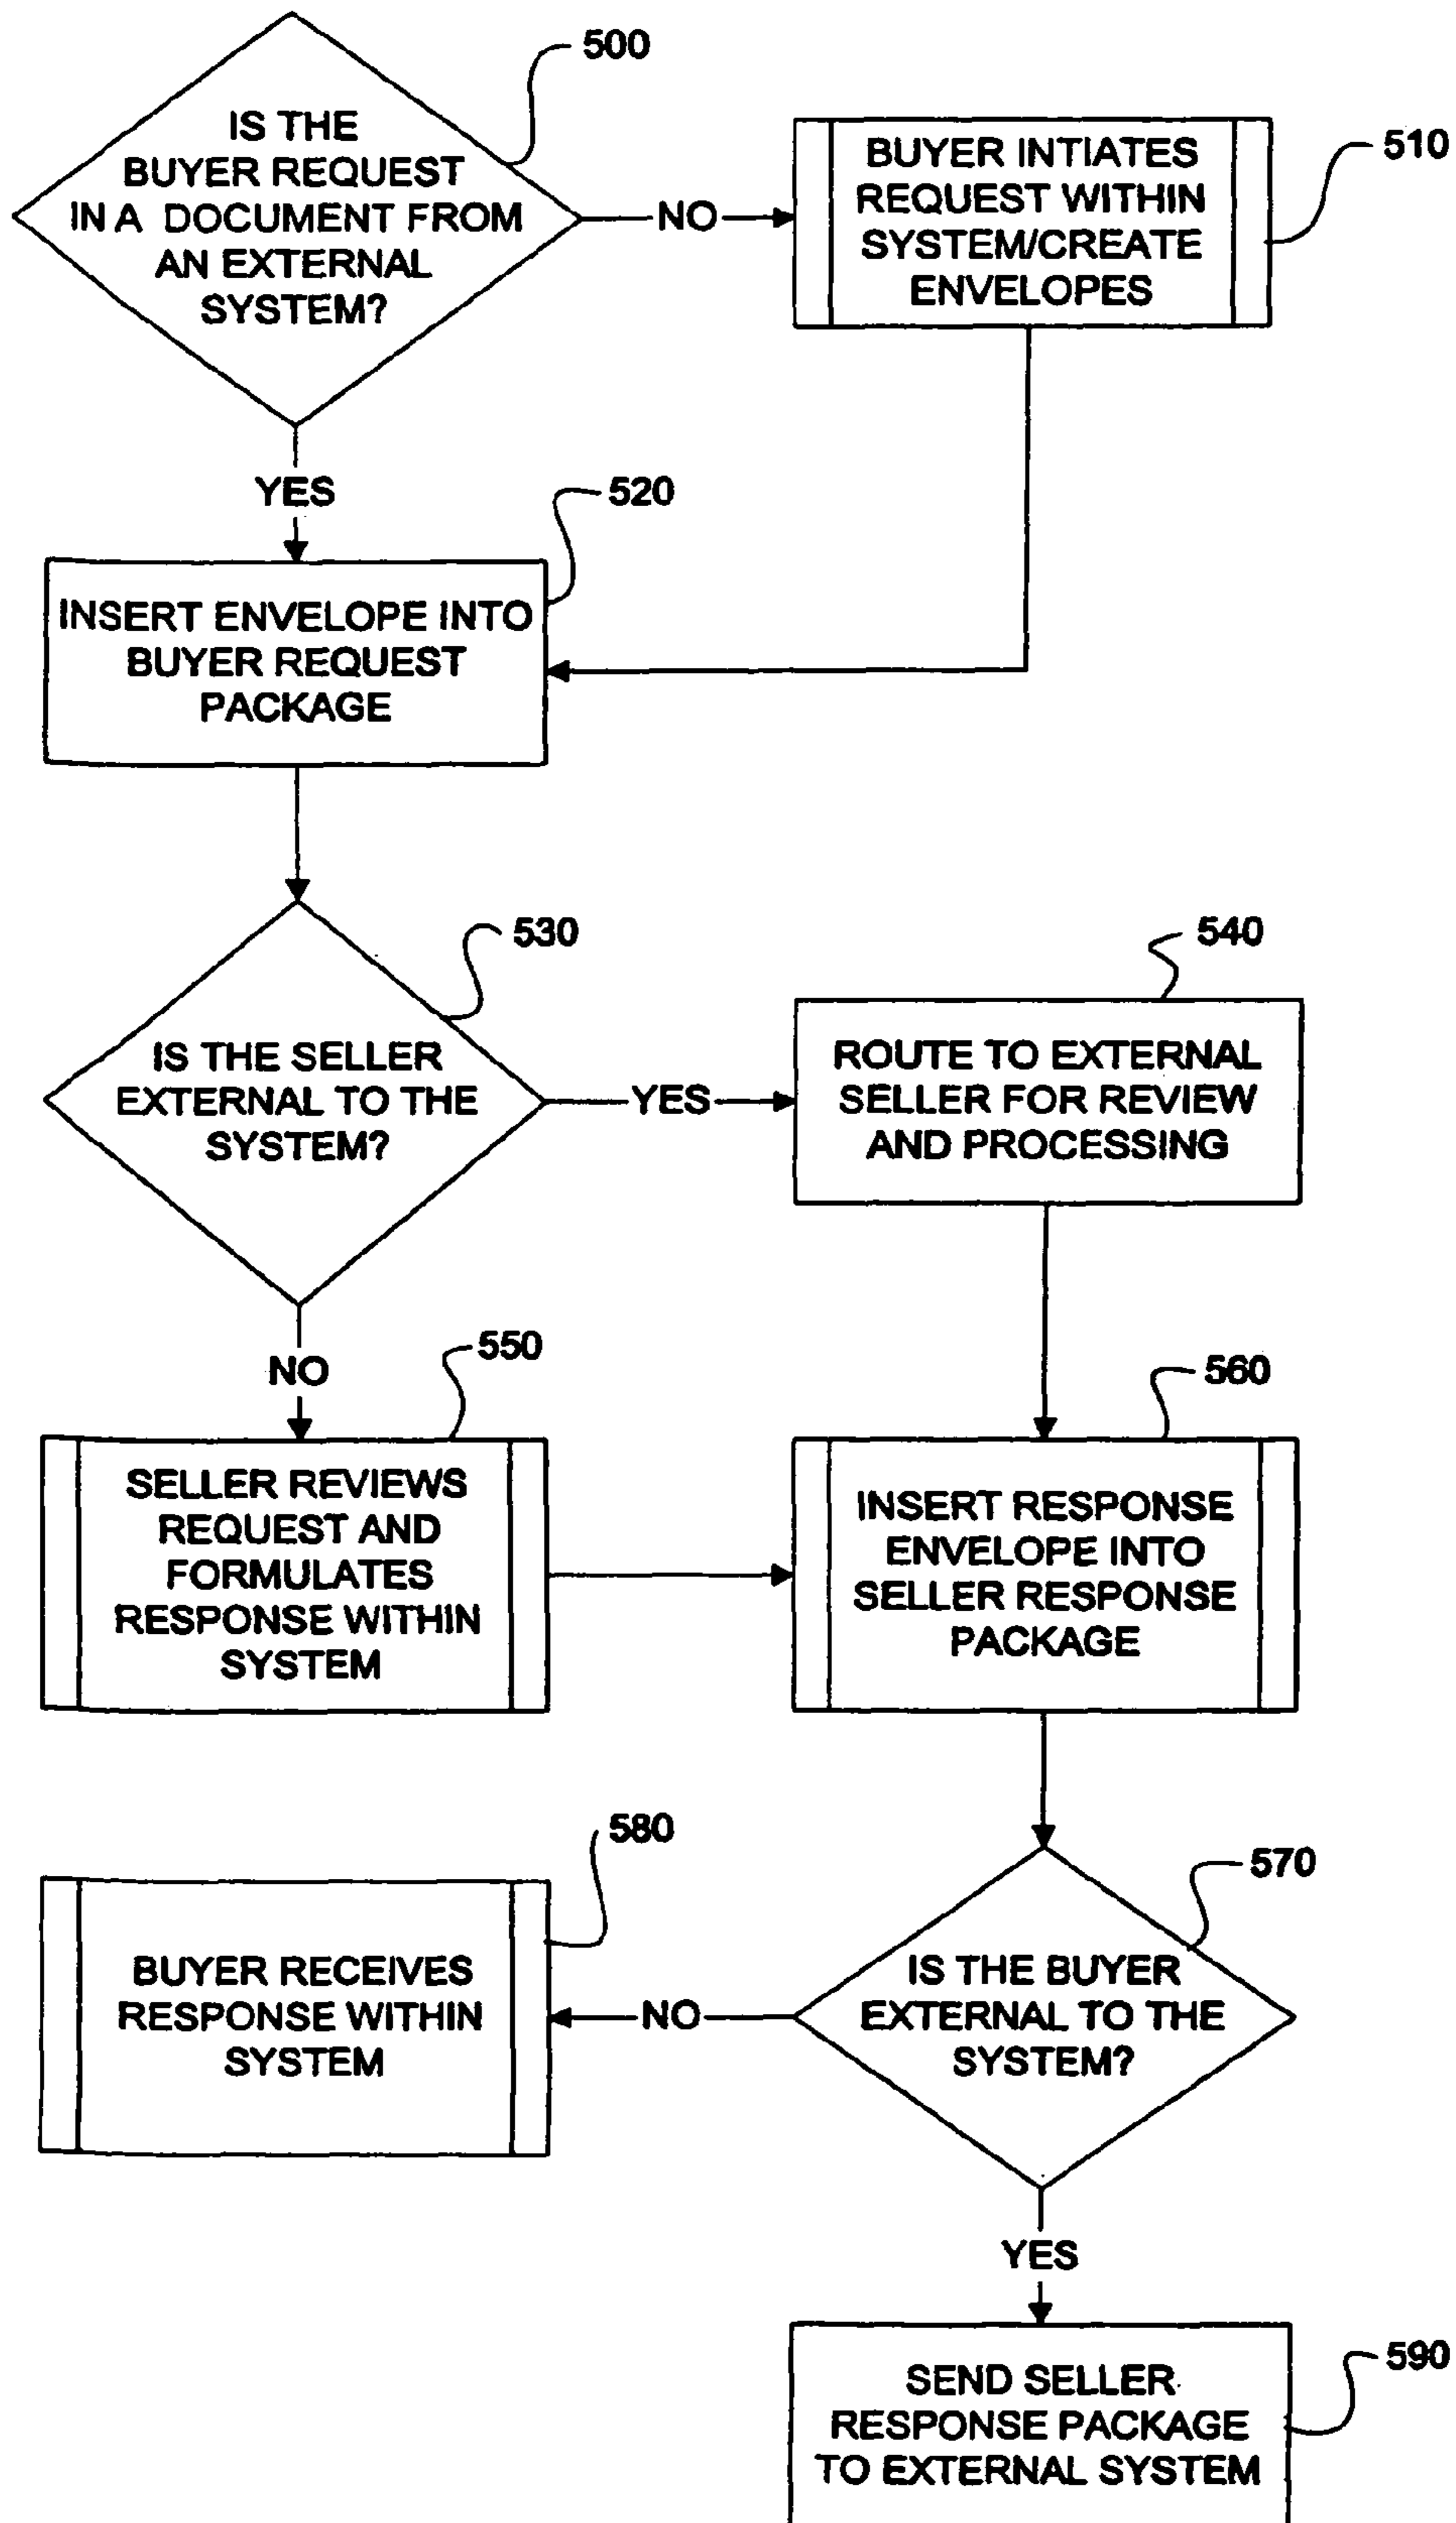 500
IS THE
BUYER REQUEST
IN A DOCUMENT FROM
AN EXTERNAL
SYSTEM?
NO
BUYER INTIATES
REQUEST WITHIN
SYSTEM/CREATE
ENVELOPES
510
YES
520
INSERT ENVELOPE INTO
BUYER REQUEST
PACKAGE
530
IS THE SELLER
EXTERNAL TO THE
SYSTEM?
YES
540
ROUTE TO EXTERNAL
SELLER FOR REVIEW
AND PROCESSING
NO
550
SELLER REVIEWS
REQUEST AND
FORMULATES
RESPONSE WITHIN
SYSTEM
560
INSERT RESPONSE
ENVELOPE INTO
SELLER RESPONSE
PACKAGE
570
IS THE BUYER
EXTERNAL TO THE
SYSTEM?
NO
580
BUYER RECEIVES
RESPONSE WITHIN
SYSTEM
YES
590
SEND SELLER
RESPONSE PACKAGE
TO EXTERNAL SYSTEM